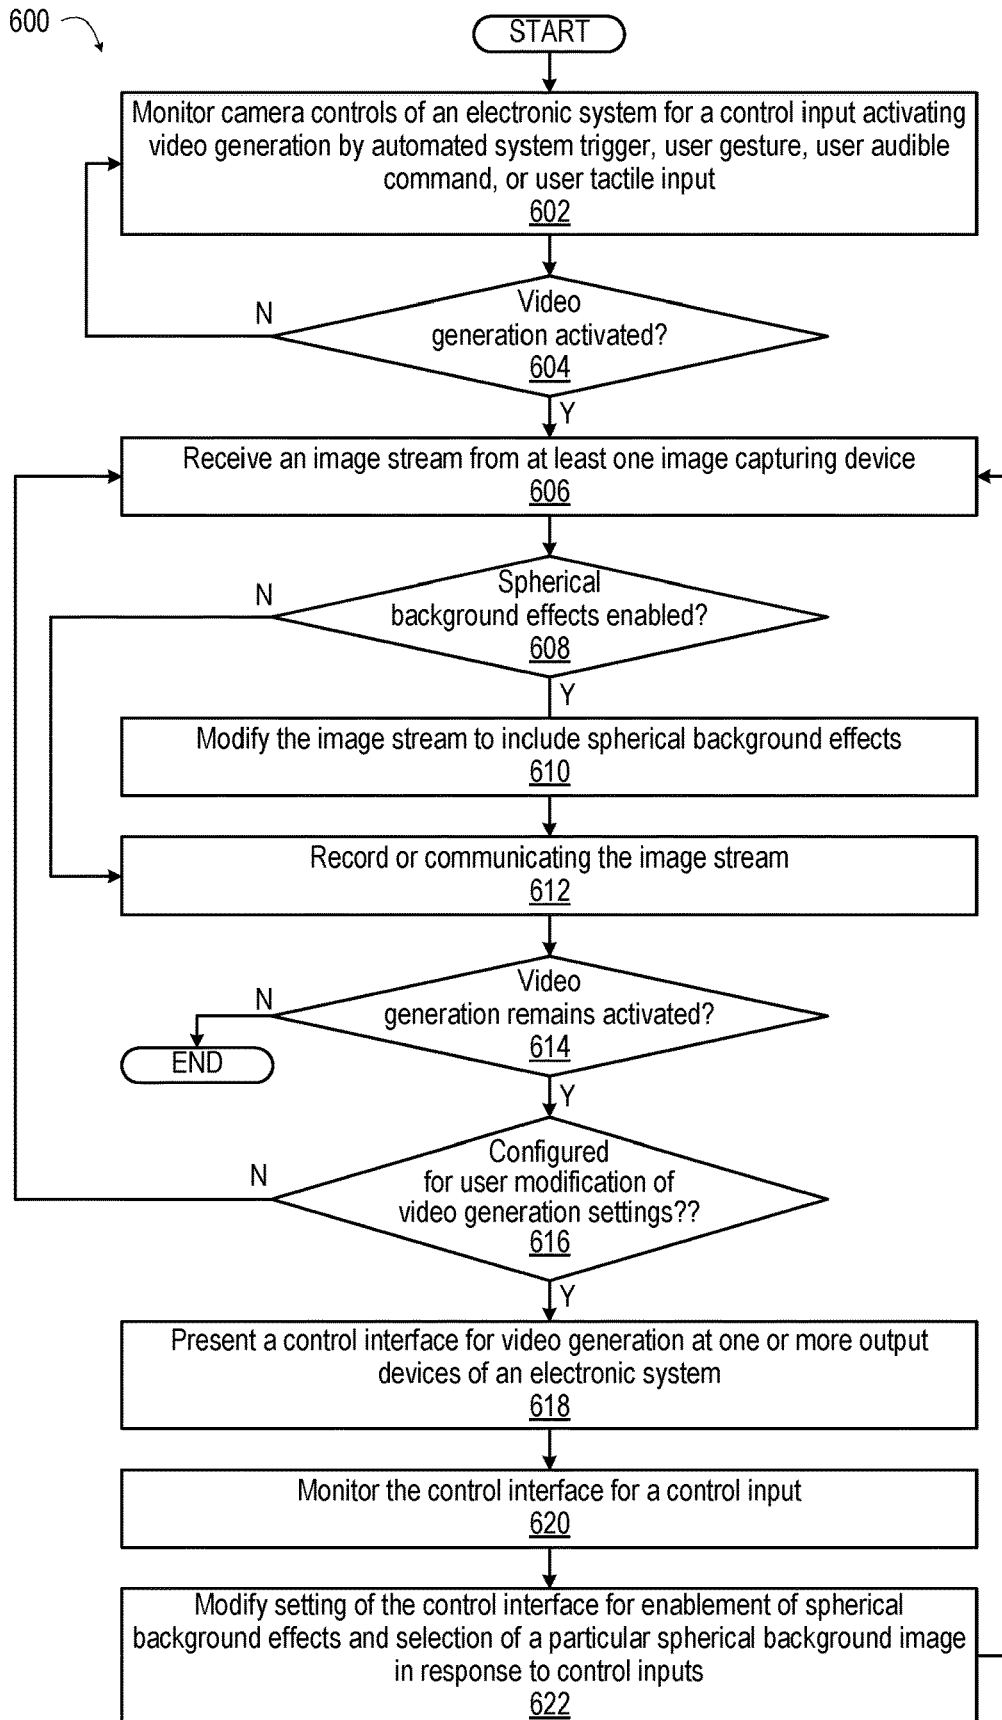 600
START
Monitor camera controls of an electronic system for a control input activating
video generation by automated system trigger, user gesture, user audible
command, or user tactile input
602
N
Video
generation activated?
604
Y
Receive an image stream from at least one image capturing device
606
N
Spherical
background effects enabled?
608
Y
Modify the image stream to include spherical background effects
610
Record or communicating the image stream
612
N
Video
generation remains activated?
614
END
Y
N
Configured
for user modification of
video generation settings??
616
Y
Present a control interface for video generation at one or more output
devices of an electronic system
618
Monitor the control interface for a control input
620
Modify setting of the control interface for enablement of spherical
background effects and selection of a particular spherical background image
in response to control inputs
622